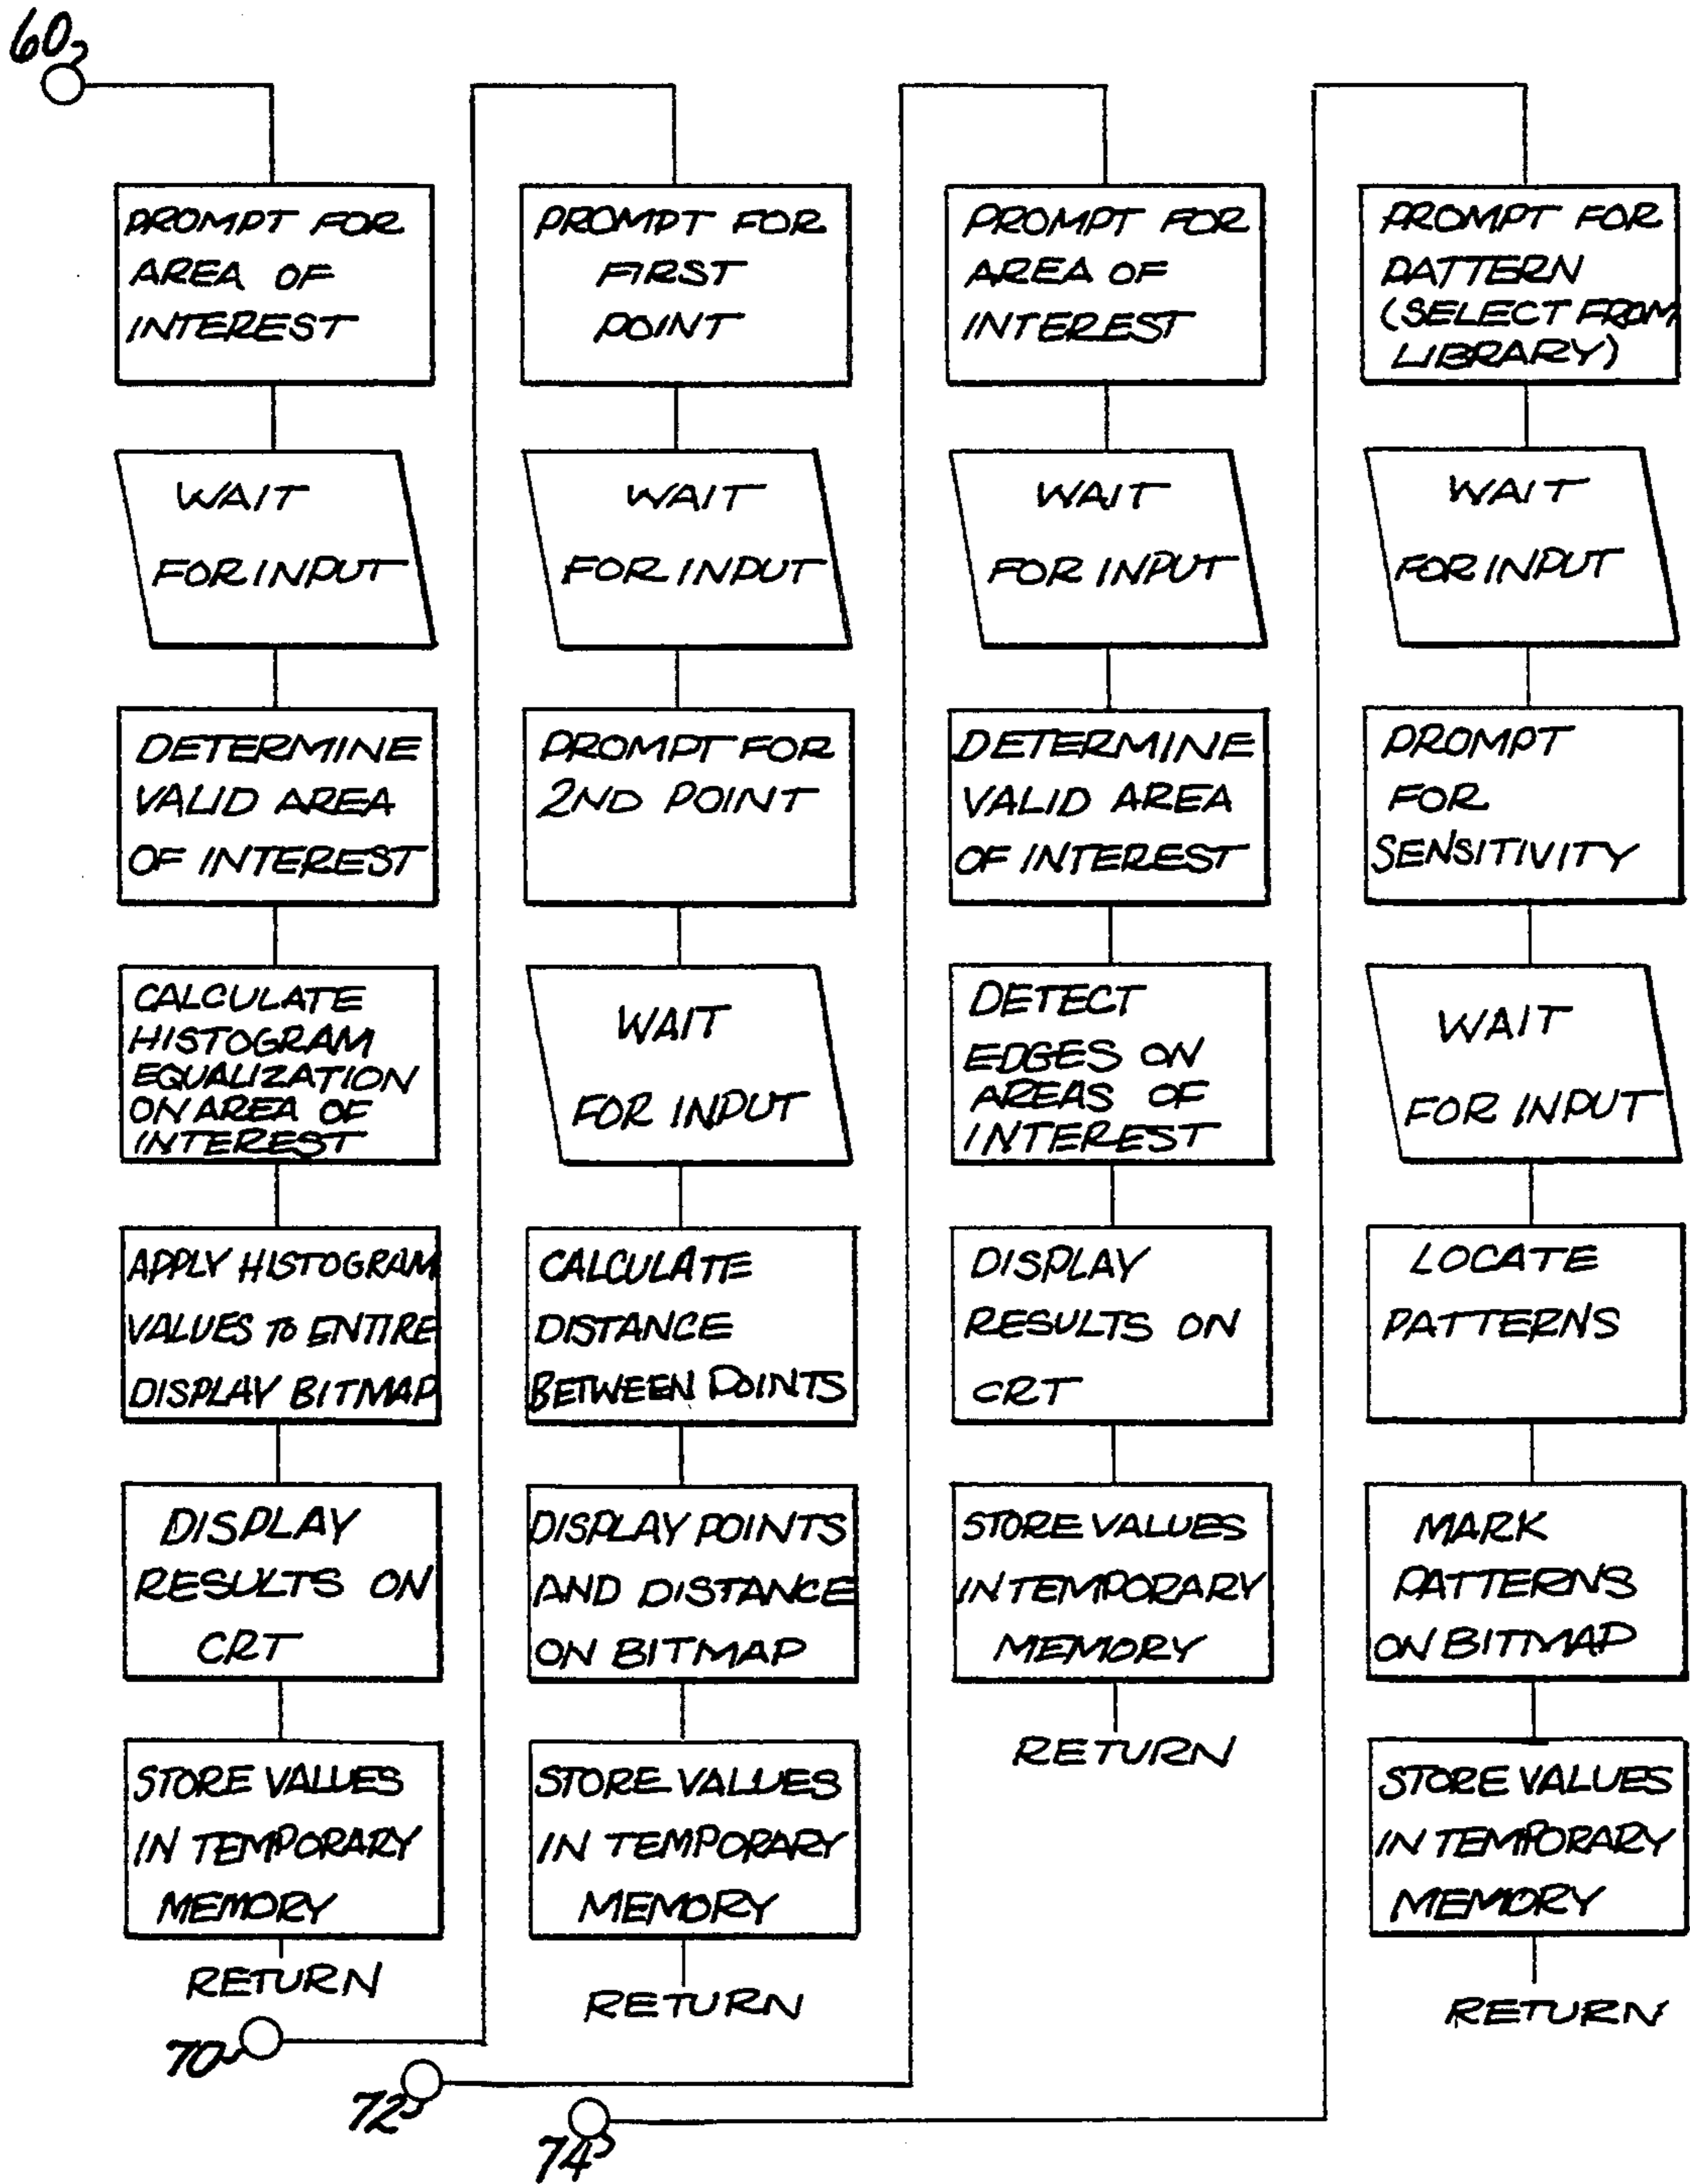 60
PROMPT FOR
AREA OF
INTEREST
WAIT
FOR INPUT
DETERMINE
VALID AREA
OF INTEREST
CALCULATE
HISTOGRAM
EQUALIZATION
ON AREA OF
INTEREST
APPLY HISTOGRAM
VALUES TO ENTIRE
DISPLAY BITMAP
DISPLAY
RESULTS ON
CRT
STORE VALUES
IN TEMPORARY
MEMORY
RETURN
70
PROMPT FOR
FIRST
POINT
WAIT
FOR INPUT
PROMPT FOR
2ND POINT
WAIT
FOR INPUT
CALCULATE
DISTANCE
BETWEEN POINTS
DISPLAY POINTS
AND DISTANCE
ON BITMAP
STORE VALUES
IN TEMPORARY
MEMORY
RETURN
72
PROMPT FOR
AREA OF
INTEREST
WAIT
FOR INPUT
DETERMINE
VALID AREA
OF INTEREST
DETECT
EDGES ON
AREAS OF
INTEREST
DISPLAY
RESULTS ON
CRT
STORE VALUES
IN TEMPORARY
MEMORY
RETURN
74
PROMPT FOR
PATTERN
(SELECT FROM
LIBRARY)
WAIT
FOR INPUT
PROMPT
FOR
SENSITIVITY
WAIT
FOR INPUT
LOCATE
PATTERNS
MARK
PATTERNS
ON BITMAP
STORE VALUES
IN TEMPORARY
MEMORY
RETURN